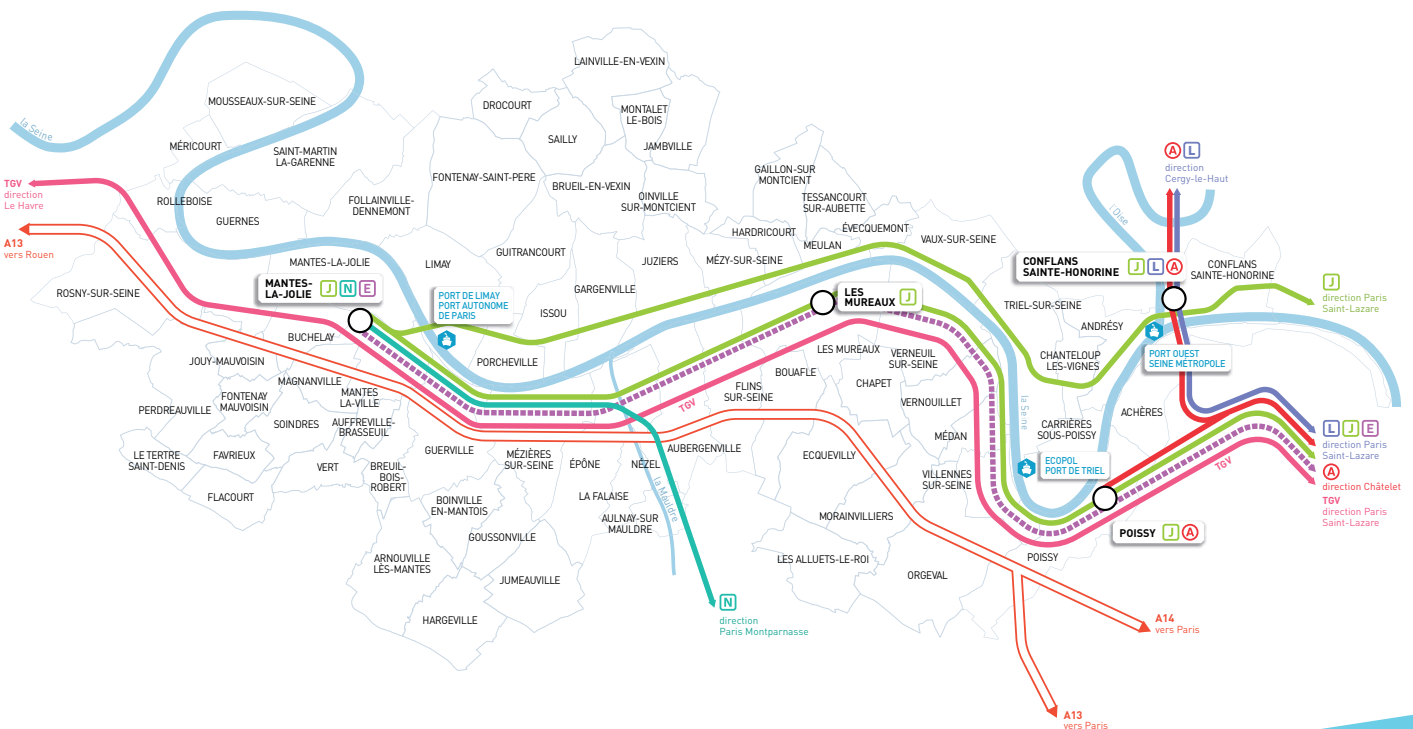 LAINVILLE-EN-VEXIN
MOUSSEAUX-SUR-SEINE
DROCOURT
MONTALET
LE-BOIS
la Seine
SAILLY
MÉRICOURT
SAINT-MARTIN
LA-GARENNE
JAMBVILLE
A L
direction
Cergy-le-Haut
TGV
direction
Le Havre
FONTENAY-SAINT-PERE
BRUEIL-EN-VEXIN
GAILLON-SUR
MONTCIENT
ROLLEBOISE
FOLLAINVILLE-
DENNEMONT
OINVILLE
SUR-MONTCIENT
TESSANCOURT
SUR-AUBETTE
l'Oise
GUERNES
A13
vers Rouen
HARDRICOURT
ÉVECQUEMONT
MEULAN
VAUX-SUR-SEINE
GUITRANCOURT
MANTES-LA-JOLIE
LIMAY
JUZIERS
MÉZY-SUR-SEINE
CONFLANS
SAINTE-HONORINE
J L A
CONFLANS
SAINTE-HONORINE
ROSNY-SUR-SEINE
MANTES-
LA-JOLIE
J N E
PORT DE LIMAY
PORT AUTONOME
DE PARIS
GARGENVILLE
LES
MUREAUX
J
TRIEL-SUR-SEINE
J
direction Paris
Saint-Lazare
ISSOU
ANDRÉSY
BUCHELAY
JOUY-MAUVOISIN
PORCHEVILLE
LES MUREAUX
VERNEUIL
SUR-SEINE
CHANTELOUP
LES-VIGNES
PORT OUEST
SEINE MÉTROPOLE
MAGNANVILLE
MANTES
LA-VILLE
BOUAFLE
CHAPET
FLINS
SUR-SEINE
FONTENAY
MAUVOISIN
PERDREAUVILLE
TGV
VERNOUILLET
la Seine
ACHÈRES
SOINDRES
AUFFREVILLE-
BRASSEUIL
CARRIÈRES
SOUS-POISSY
L J E
direction Paris
Saint-Lazare
MÉDAN
GUERVILLE
AUBERGENVILLE
ECQUEVILLY
LE TERTRE
SAINT-DENIS
FAVRIEUX
VERT
BREUIL-
BOIS-
ROBERT
MÉZIÈRES
SUR-SEINE
ÉPÔNE
NÉZEL
VILLENNES
SUR-SEINE
ECOPOL
PORT DE TRIEL
TGV
A
direction Châtelet
TGV
direction Paris
Saint-Lazare
FLACOURT
BOINVILLE
EN-MANTOIS
LA FALAISE
la Mauldre
AULNAY-SUR
MAULDRE
MORAINVILLIERS
GOUSSONVILLE
POISSY
J A
ARNOUVILLE
LÈS-MANTES
LES ALLUETS-LE-ROI
POISSY
JUMEAUVILLE
ORGEVAL
HARGEVILLE
N
direction
Paris Montparnasse
A14
vers Paris
A13
vers Paris